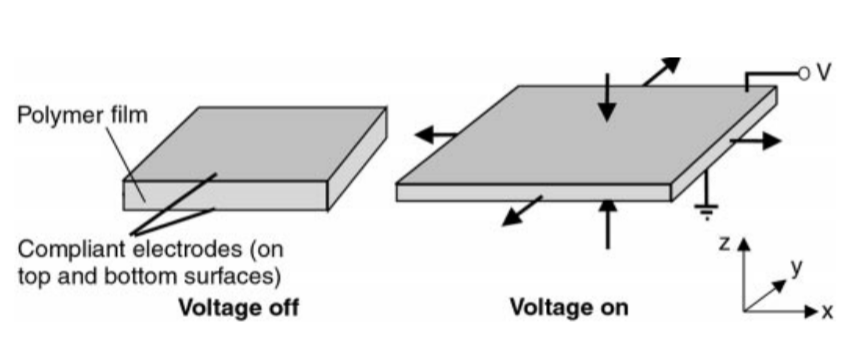 Polymer film
V
Compliant electrodes (on
top and bottom surfaces)
Voltage off
Voltage on
z
y
x